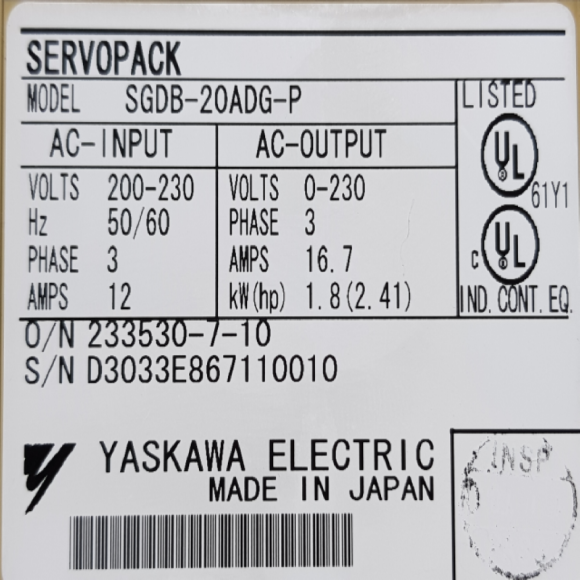 SERVOPACK
MODEL SGDB-20ADG-P
LISTED
AC-INPUT AC-OUTPUT
VOLTS 200-230 VOLTS 0-230
61Y1
Hz 50/60 PHASE 3
PHASE 3 AMPS 16.7
C
AMPS 12 kW(hp) 1.8(2.41)
UL
UL
IND. CONT. EQ.
O/N 233530-7-10
S/N D3033E867110010
YASKAWA ELECTRIC
MADE IN JAPAN
INSP